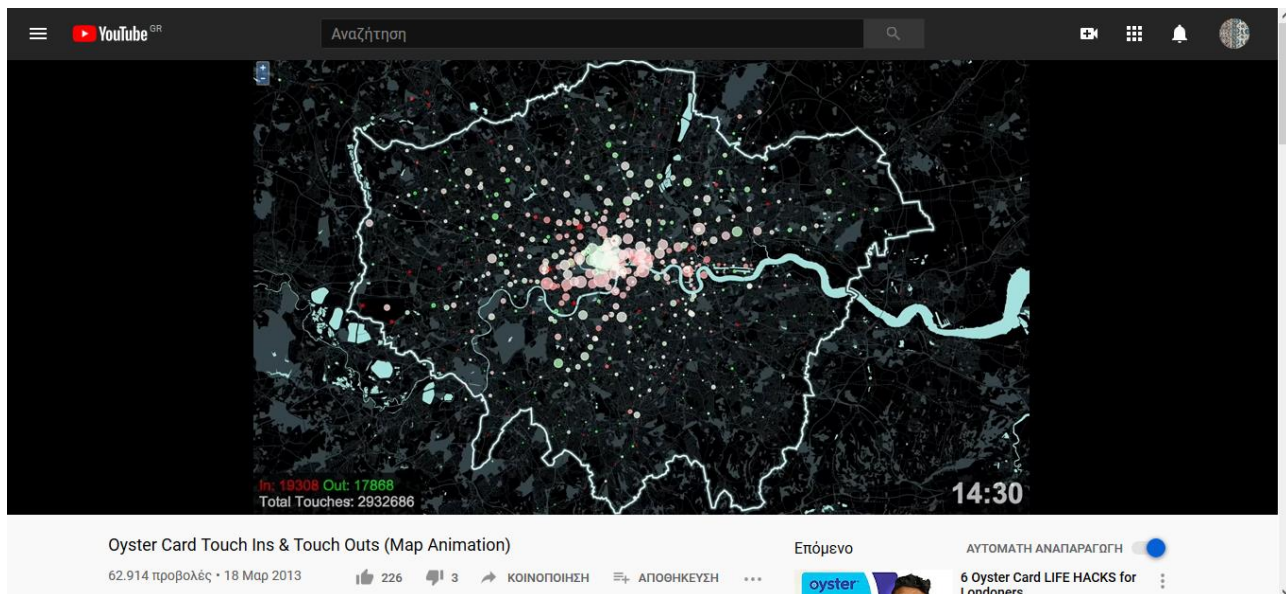 YouTube GR
Αναζήτηση
+
-
In: 19308 Out: 17868
Total Touches: 2932686
14:30
Oyster Card Touch Ins & Touch Outs (Map Animation)
62.914 προβολές • 18 Μαρ 2013
226
3
ΚΟΙΝΟΠΟΙΗΣΗ
ΑΠΟΘΗΚΕΥΣΗ
Επόμενο
ΑΥΤΟΜΑΤΗ ΑΝΑΠΑΡΑΓΩΓΗ
oyster
6 Oyster Card LIFE HACKS for
Londoners